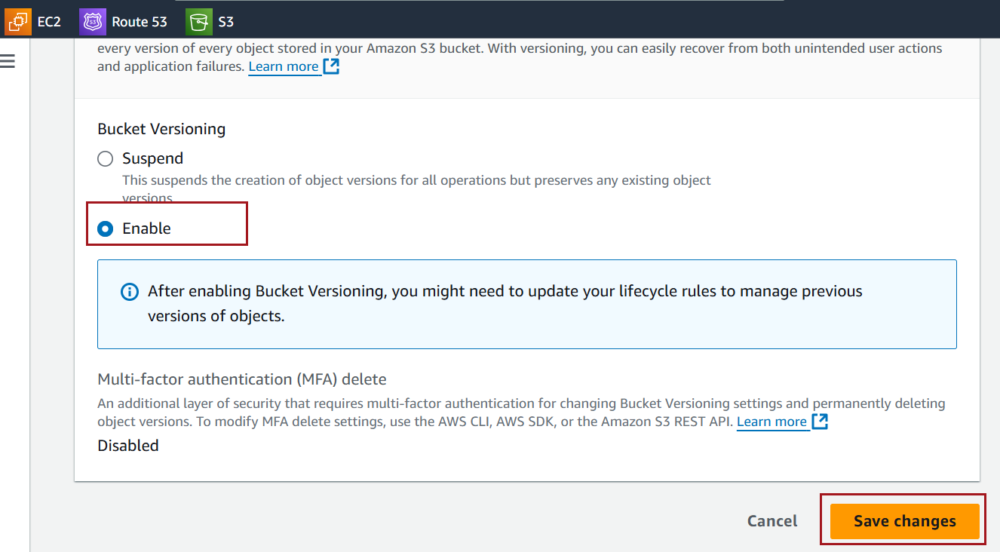 EC2 Route 53 S3
every version of every object stored in your Amazon S3 bucket. With versioning, you can easily recover from both unintended user actions
and application failures. Learn more
Bucket Versioning
Suspend
This suspends the creation of object versions for all operations but preserves any existing object
versions.
Enable
After enabling Bucket Versioning, you might need to update your lifecycle rules to manage previous
versions of objects.
Multi-factor authentication (MFA) delete
An additional layer of security that requires multi-factor authentication for changing Bucket Versioning settings and permanently deleting
object versions. To modify MFA delete settings, use the AWS CLI, AWS SDK, or the Amazon S3 REST API. Learn more
Disabled
Cancel Save changes